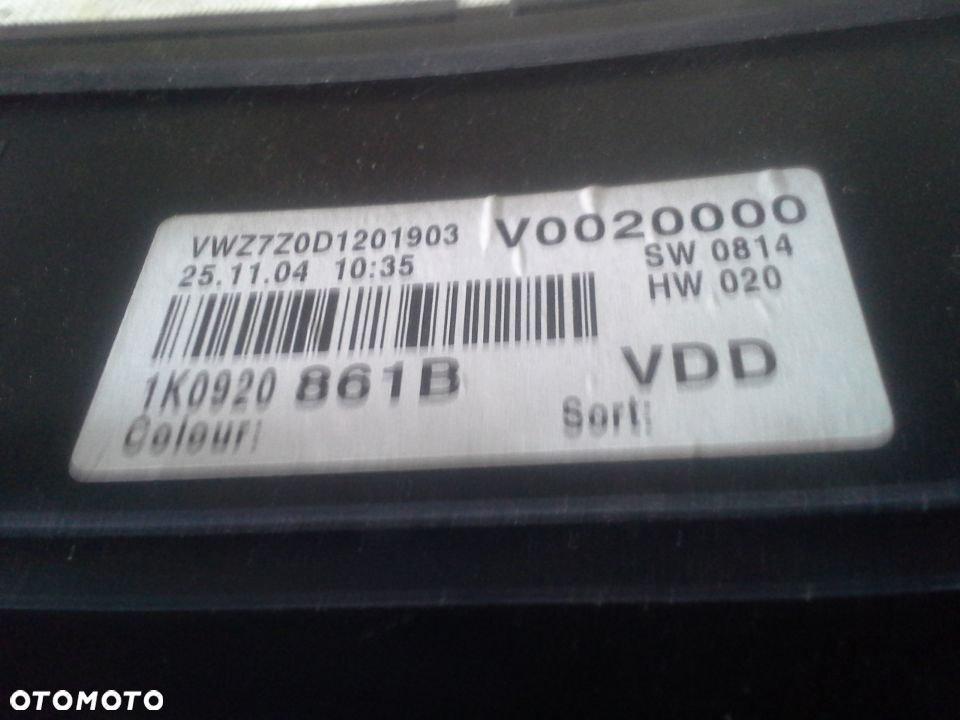 VWZ7Z0D1201903 V0020000
25.11.04 10:35 SW 0814
HW 020
1K0920 861B VDD
Colour: Sort:
OTOMOTO